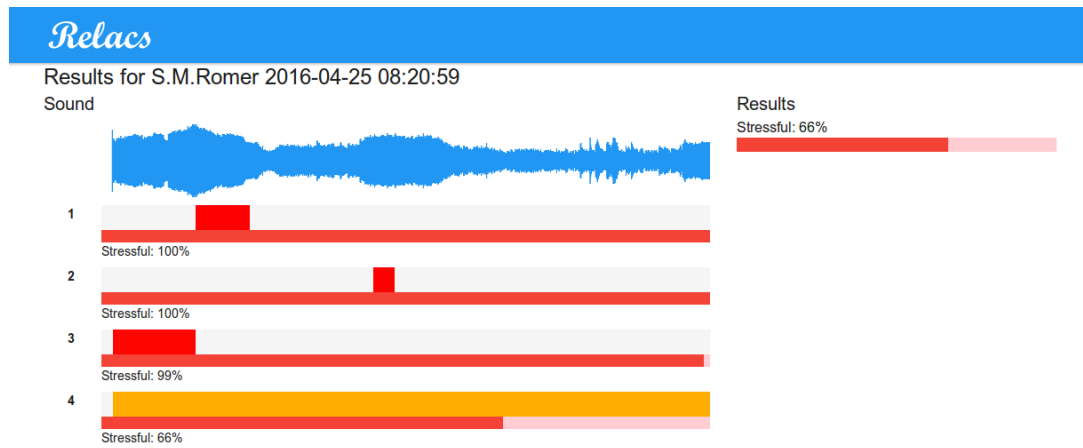 Relacs
Results for S.M.Romer 2016-04-25 08:20:59
Sound
Results
Stressful: 66%
1
Stressful: 100%
2
Stressful: 100%
3
Stressful: 99%
4
Stressful: 66%